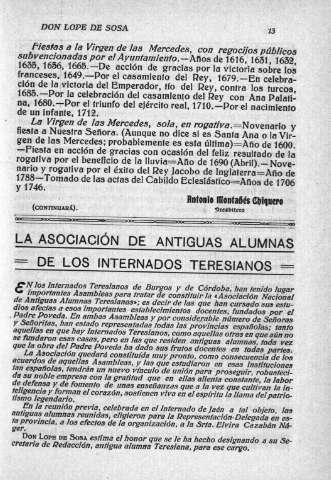 DON LOPE DE SOSA 13
Fiestas a la Virgen de las Mercedes, con regocijos públicos
subvencionadas por el Ayuntamiento.—Años de 1616, 1631, 1632,
1635, 1636, 1668.—De acción de gracias por la victoria sobre los
franceses, 1649.—Por el casamiento del Rey, 1679.—En celebra-
ción de la victoria del Emperador, tío del Rey, contra los turcos,
1685.—Por la celebración del casamiento del Rey con Ana Palati-
na, 1680.—Por el triunfo del ejército real, 1710.—Por el nacimiento
de un infante, 1712.
La Virgen de las Mercedes, sola, en rogativa.=Novenario y
fiesta a Nuestra Señora. (Aunque no dice si es Santa Ana o la Vir-
gen de las Mercedes; probablemente es esta última)=Año de 1600.
—Fiesta en acción de gracias con ocasión del feliz resultado de la
rogativa por el beneficio de la lluvia=Año de 1690 (Abril).—Nove-
nario y rogativa por el éxito del Rey Jacobo de Inglaterra=Año de
1788—Tomado de las actas del Cabildo Eclesiástico=Años de 1706
y 1746.
Antonio Montañés Chiquero
(CONTINUARÁ). Presbítero
LA ASOCIACIÓN DE ANTIGUAS ALUMNAS
= DE LOS INTERNADOS TERESIANOS =
EN los Internados Teresianos de Burgos y de Córdoba, han tenido lugar
importantes Asambleas para tratar de constituir la «Asociación Nacional
de Antiguas Alumnas Teresianas»; es decir de las que han cursado sus estu-
dios afectas a esos importantes establecimientos docentes, fundados por el
Padre Poveda. En ambas Asambleas y por considerable número de Señoras
y Señoritas, han estado representadas todas las provincias españolas; tanto
aquellas en que hay Internados Teresianos, como aquellas otras en que aún no
se fundaron esas casas, pero en las que residen antiguas alumnas, toda vez
que la obra del Padre Poveda ha dado sus frutos docentes en todas partes.
La Asociación quedará constituida muy pronto, como consecuencia de los
acuerdos de aquellas Asambleas, y las que estudiaron en esas Instituciones
tan españolas, tendrán un nuevo vínculo de unión para proseguir, robusteci-
da su noble empresa con la gratitud que en ellas alienta constante, la labor
de defensa y de fomento de unas enseñanzas que a la vez que cultivan la in-
teligencia y forman el corazón, sostienen vivo en el espíritu la llama del patrio-
tismo legendario.
En la reunión previa, celebrada en el Internado de Jaén a tal objeto, las
antiguas alumnas reunidas, eligieron para la Representación-Delegada en es-
ta provincia, a los efectos de la organización, a la Srta. Elvira Cazabán Ná-
ger.
DON LOPE DE SOSA estima el honor que se le ha hecho designando a su Se-
cretaria de Redacción, antigua alumna Teresiana, para ese cargo.